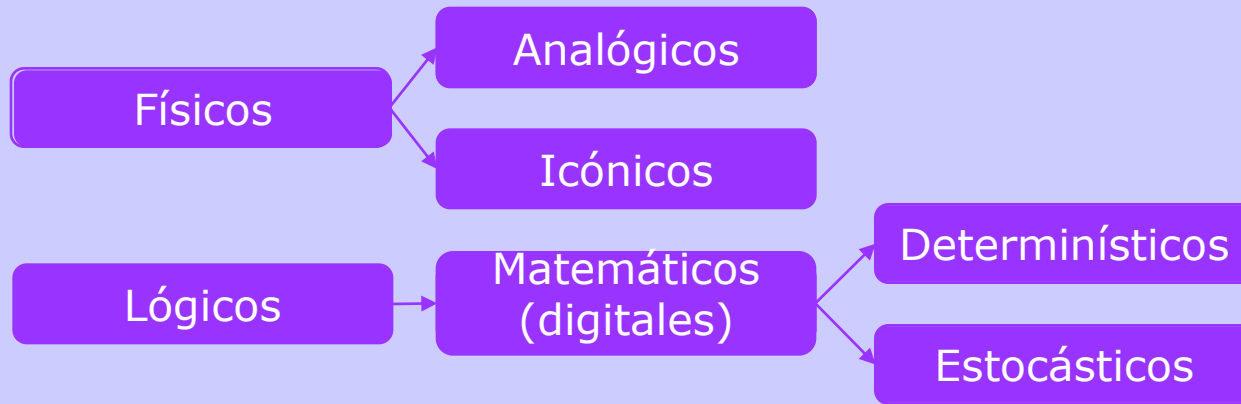 Analógicos
Físicos
Icónicos
Determinísticos
Matemáticos
(digitales)
Lógicos
Estocásticos